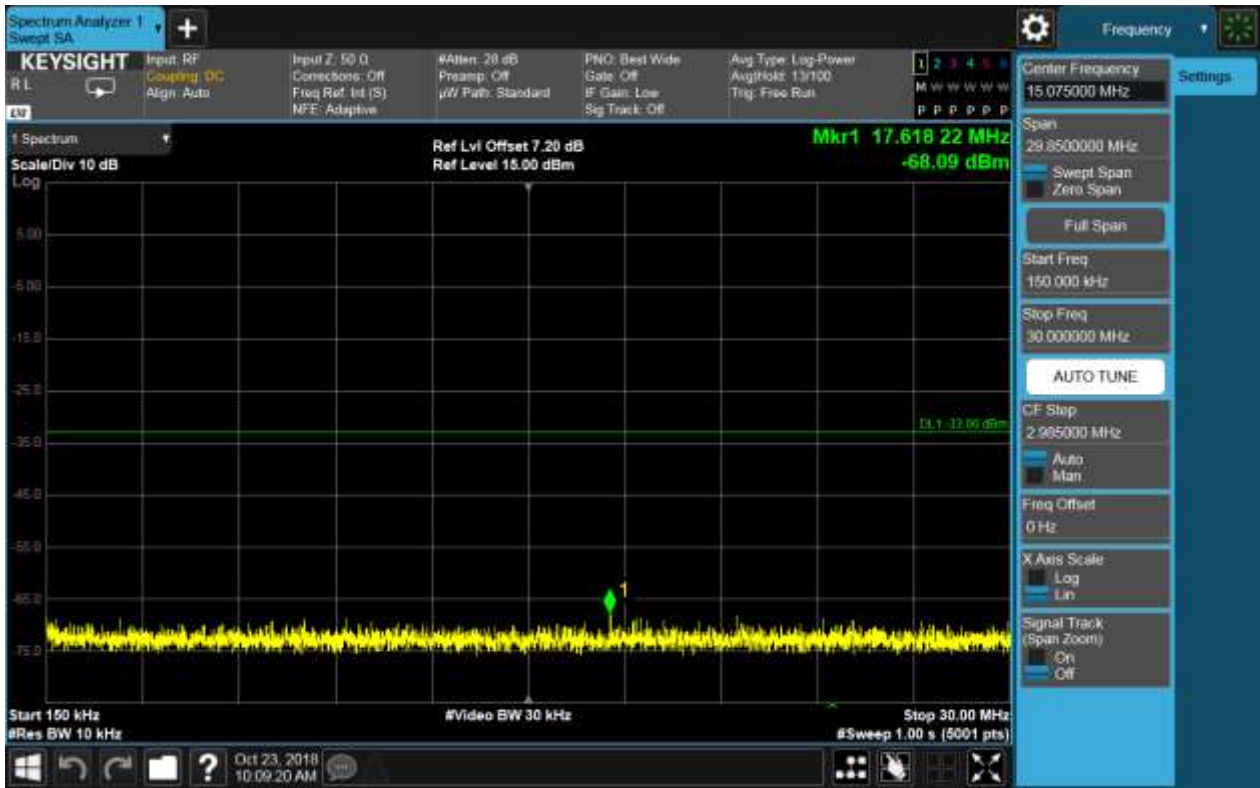 Spectrum Analyzer 1
Swept SA
Frequency
KEYSIGHT
R L
Input: RF
Coupling: DC
Align: Auto
Input Z: 50 Ω
Corrections: Off
Freq Ref: Int (S)
NFE: Adaptive
#Atten: 28 dB
Preamp: Off
µW Path: Standard
PNO: Best Wide
Gate: Off
IF Gain: Low
Sig Track: Off
Avg Type: Log-Power
Avg|Hold: 13/100
Trig: Free Run
1 2 3 4 5 6
M W W W W W
P P P P P P
1 Spectrum
Scale/Div 10 dB
Log
Ref Lvl Offset 7.20 dB
Ref Level 15.00 dBm
Mkr1 17.618 22 MHz
-68.09 dBm
5.00
-5.00
-15.0
-25.0
-35.0
-45.0
-55.0
-65.0
-75.0
DL1 -33.00 dBm
1
Start 150 kHz
#Res BW 10 kHz
#Video BW 30 kHz
Stop 30.00 MHz
#Sweep 1.00 s (5001 pts)
?
Oct 23, 2018
10:09:20 AM
Center Frequency
15.075000 MHz
Settings
Span
29.8500000 MHz
Swept Span
Zero Span
Full Span
Start Freq
150.000 kHz
Stop Freq
30.000000 MHz
AUTO TUNE
CF Step
2.985000 MHz
Auto
Man
Freq Offset
0 Hz
X Axis Scale
Log
Lin
Signal Track
(Span Zoom)
On
Off